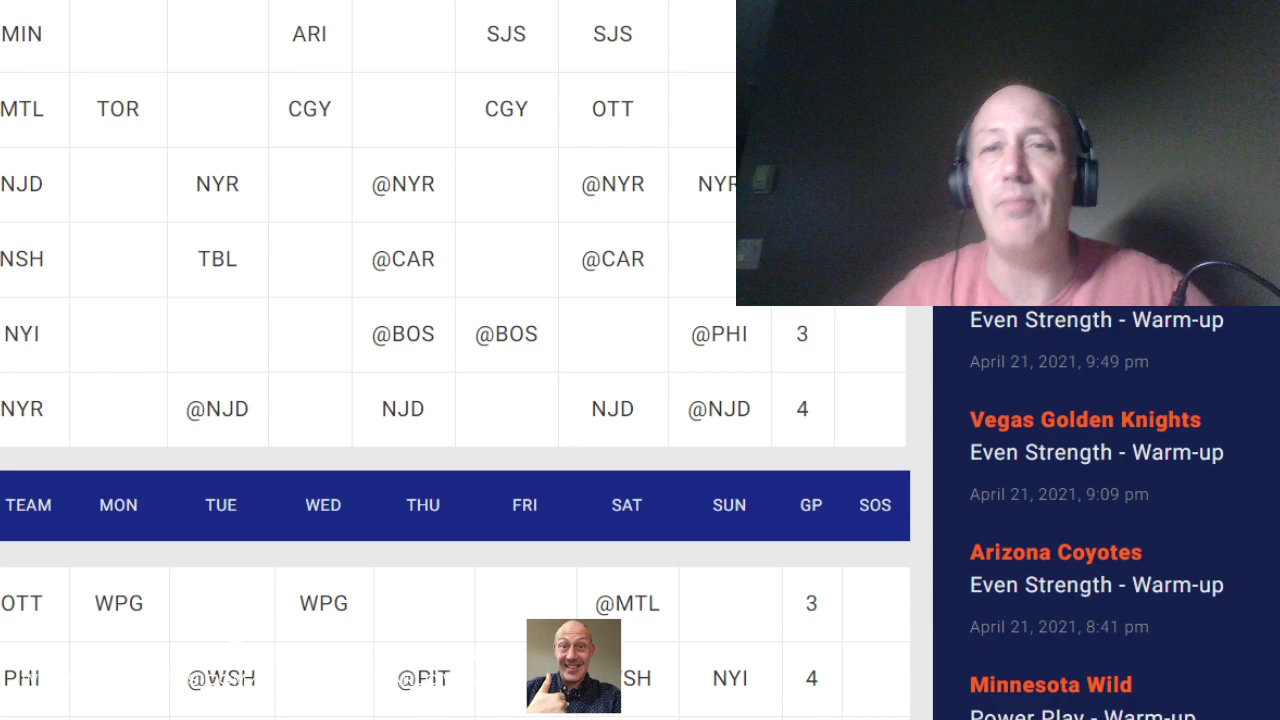 MIN ARI SJS SJS
MTL TOR CGY CGY OTT
NJD NYR @NYR @NYR NYR
NSH TBL @CAR @CAR
NYI @BOS @BOS @PHI 3
NYR @NJD NJD NJD @NJD 4
TEAM MON TUE WED THU FRI SAT SUN GP SOS
OTT WPG WPG @MTL 3
PHI @WSH @PIT SH NYI 4
Even Strength - Warm-up
April 21, 2021, 9:49 pm
Vegas Golden Knights
Even Strength - Warm-up
April 21, 2021, 9:09 pm
Arizona Coyotes
Even Strength - Warm-up
April 21, 2021, 8:41 pm
Minnesota Wild
Power Play - Warm-up